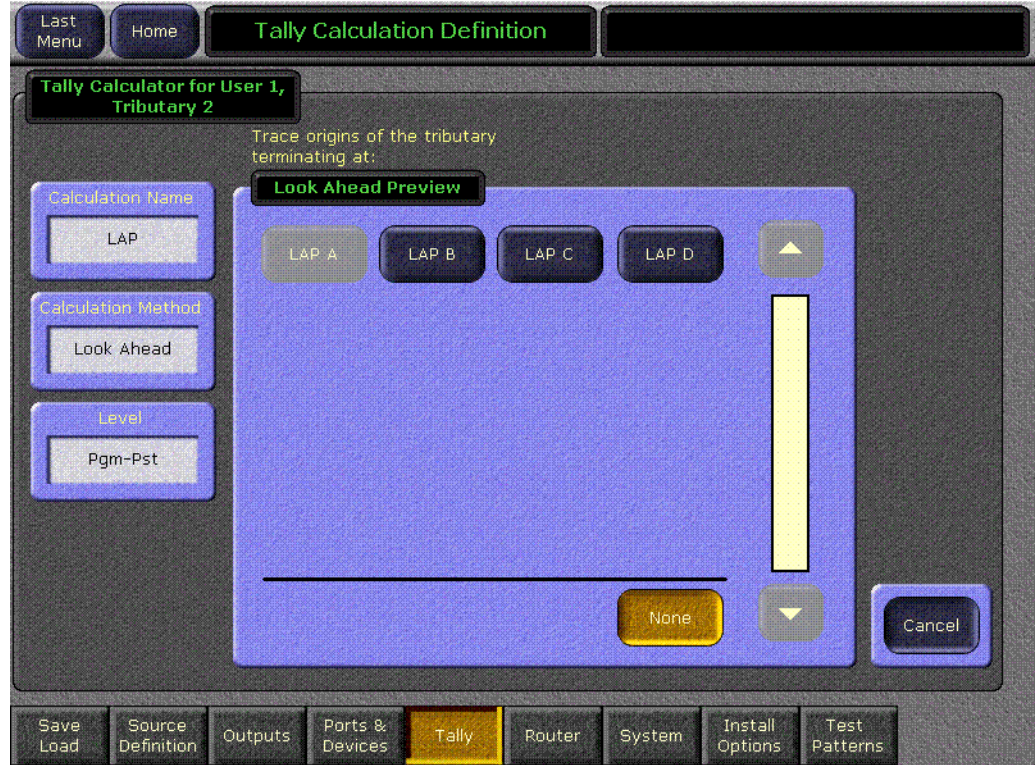 Last
Menu
Home
Tally Calculation Definition
Tally Calculator for User 1,
Tributary 2
Trace origins of the tributary
terminating at:
Look Ahead Preview
Calculation Name
LAP
Calculation Method
Look Ahead
Level
Pgm-Pst
LAP A
LAP B
LAP C
LAP D
None
Cancel
Save
Load
Source
Definition
Outputs
Ports &
Devices
Tally
Router
System
Install
Options
Test
Patterns